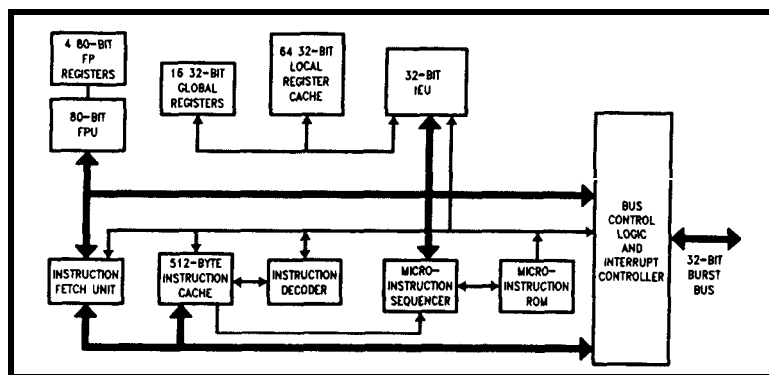 4 80-BIT
FP
REGISTERS
80-BIT
FPU
16 32-BIT
GLOBAL
REGISTERS
64 32-BIT
LOCAL
REGISTER
CACHE
32-BIT
IEU
BUS
CONTROL
LOGIC
AND
INTERRUPT
CONTROLLER
32-BIT
BURST
BUS
INSTRUCTION
FETCH UNIT
512-BYTE
INSTRUCTION
CACHE
INSTRUCTION
DECODER
MICRO-
INSTRUCTION
SEQUENCER
MICRO-
INSTRUCTION
ROM